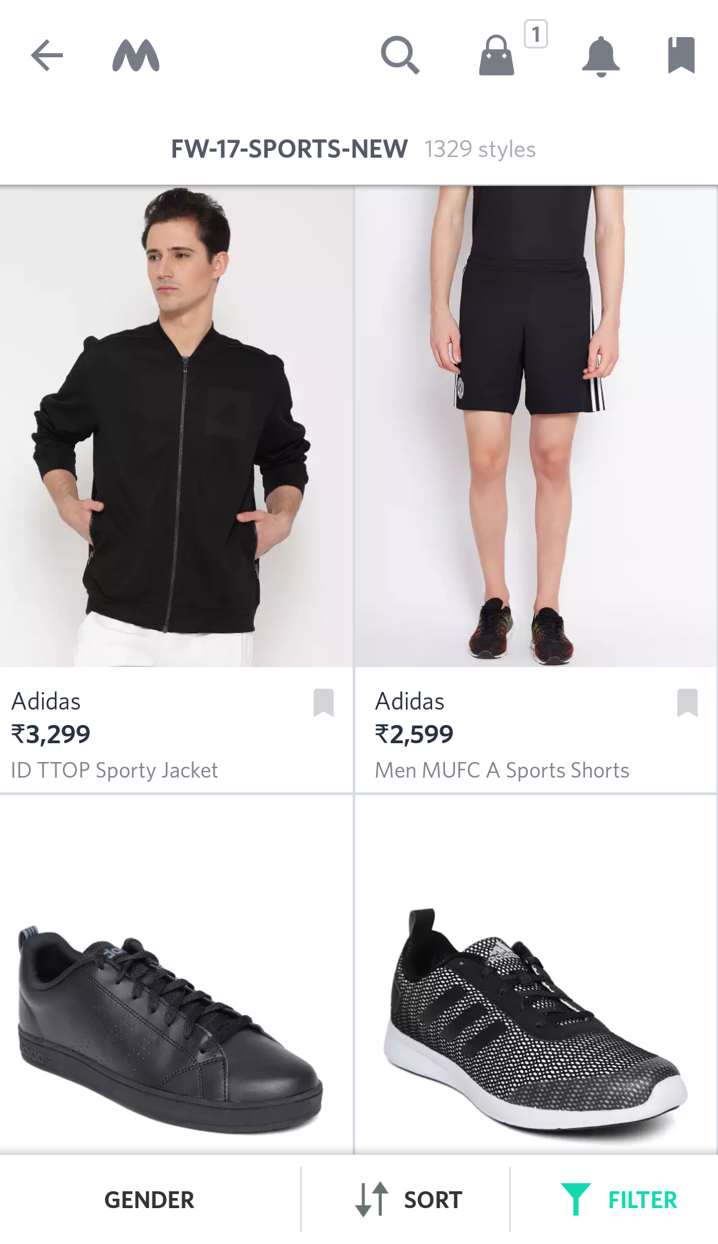 1
FW-17-SPORTS-NEW 1329 styles
Adidas
₹3,299
ID TTOP Sporty Jacket
Adidas
₹2,599
Men MUFC A Sports Shorts
GENDER
SORT
FILTER